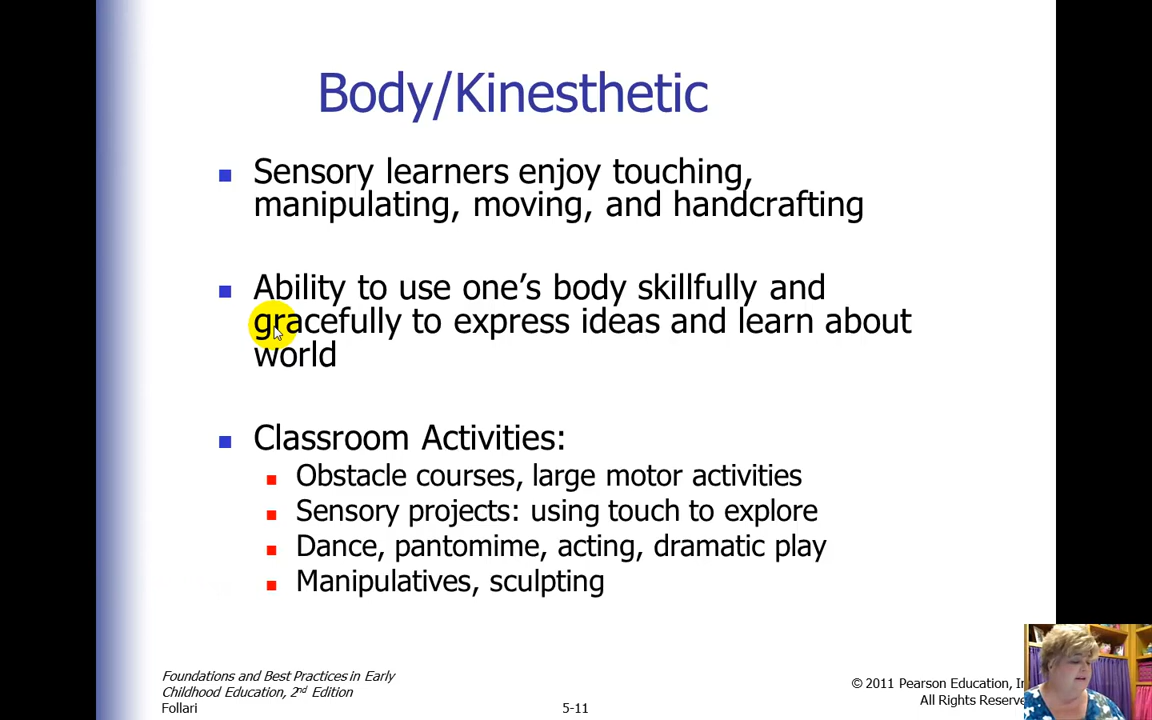 Body/Kinesthetic
Sensory learners enjoy touching,
manipulating, moving, and handcrafting
Ability to use one's body skillfully and
gracefully to express ideas and learn about
world
Classroom Activities:
Obstacle courses, large motor activities
Sensory projects: using touch to explore
Dance, pantomime, acting, dramatic play
Manipulatives, sculpting
Foundations and Best Practices in Early
Childhood Education, 2nd Edition
Follari
5-11
© 2011 Pearson Education,
All Rights